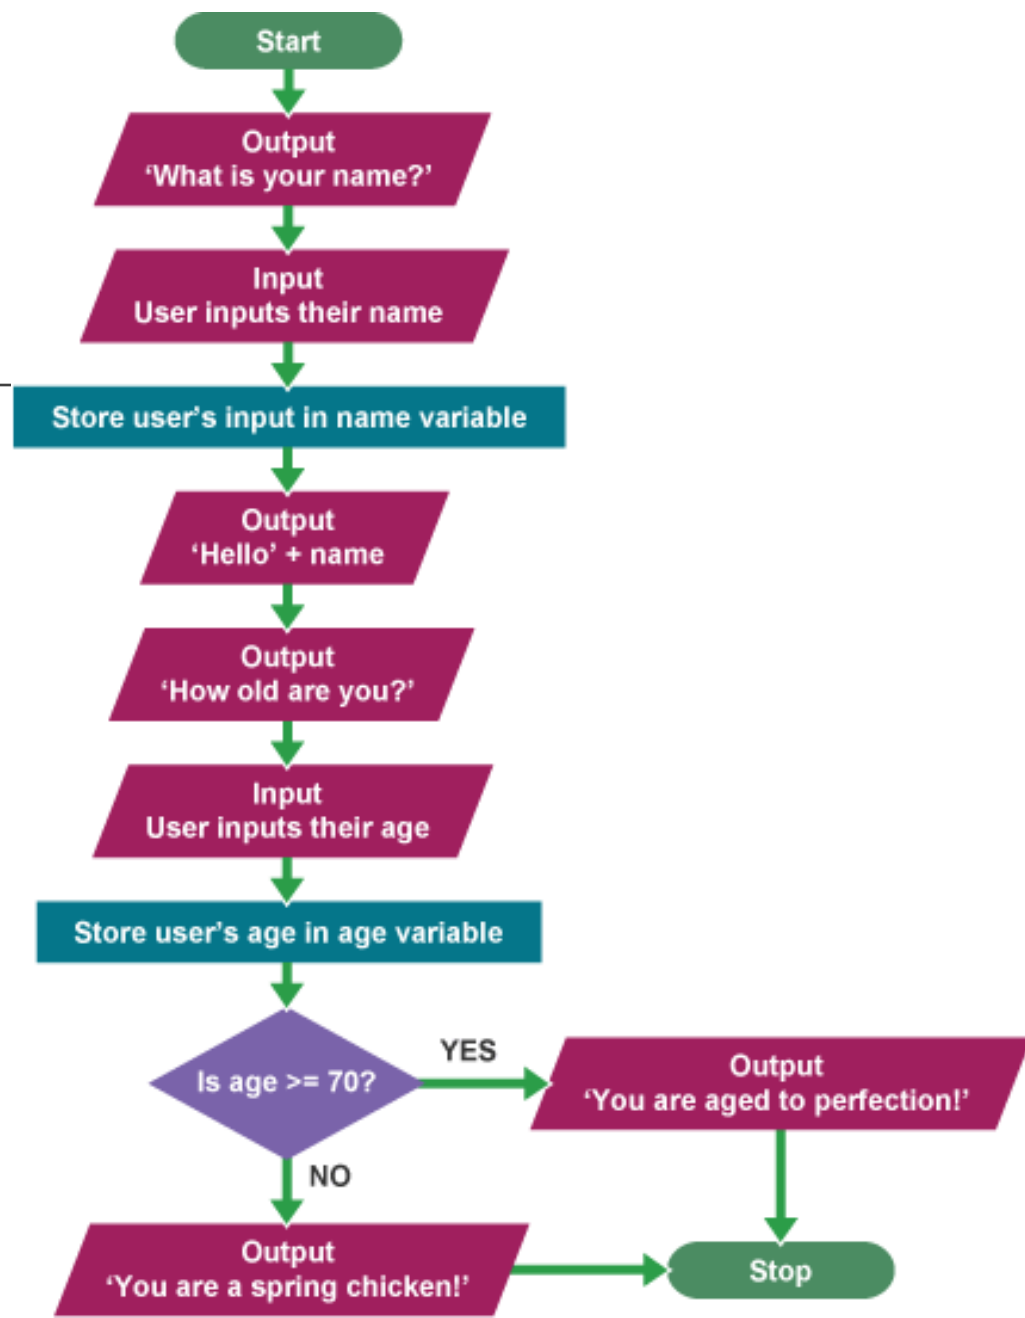 Start
Output
‘What is your name?’
Input
User inputs their name
Store user’s input in name variable
Output
‘Hello’ + name
Output
‘How old are you?’
Input
User inputs their age
Store user’s age in age variable
Is age >= 70?
YES
Output
‘You are aged to perfection!’
NO
Output
‘You are a spring chicken!’
Stop